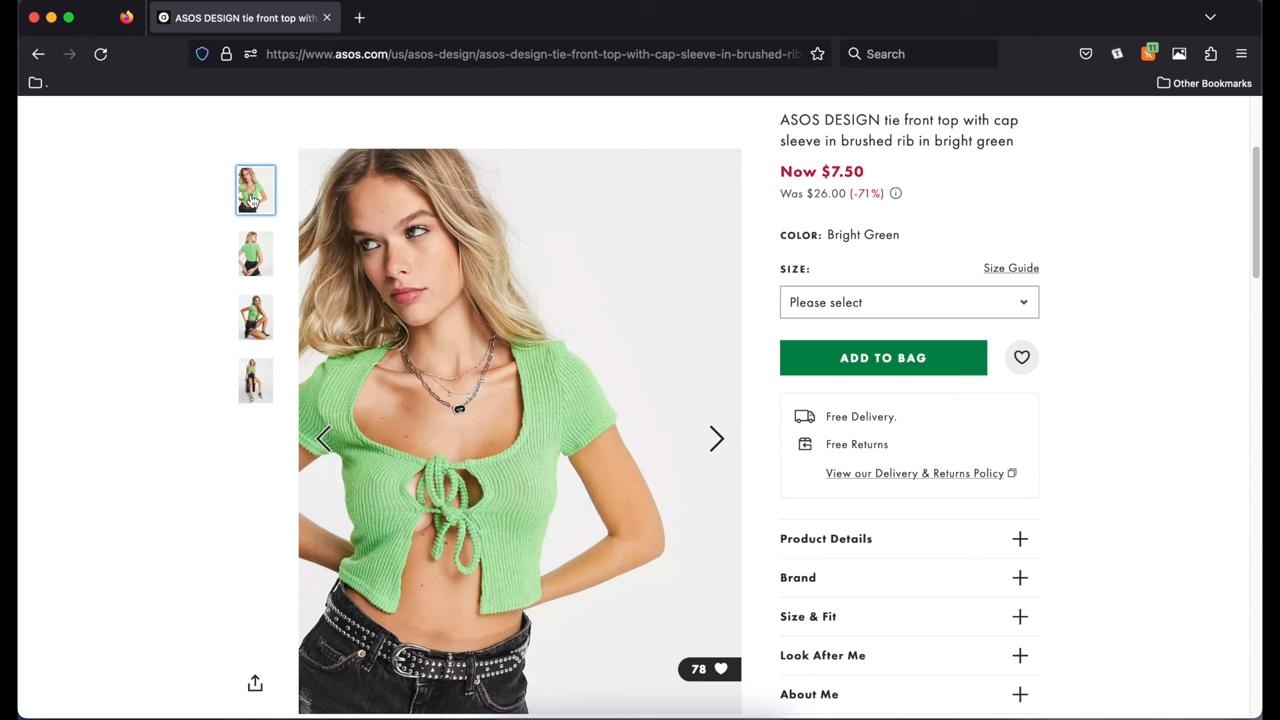 ASOS DESIGN tie front top with
https://www.asos.com/us/asos-design/asos-design-tie-front-top-with-cap-sleeve-in-brushed-rib
Search
11
.
Other Bookmarks
ASOS DESIGN tie front top with cap
sleeve in brushed rib in bright green
Now $7.50
Was $26.00 (-71%)
COLOR: Bright Green
SIZE:
Size Guide
Please select
ADD TO BAG
Free Delivery.
Free Returns
View our Delivery & Returns Policy
Product Details
Brand
Size & Fit
Look After Me
About Me
78